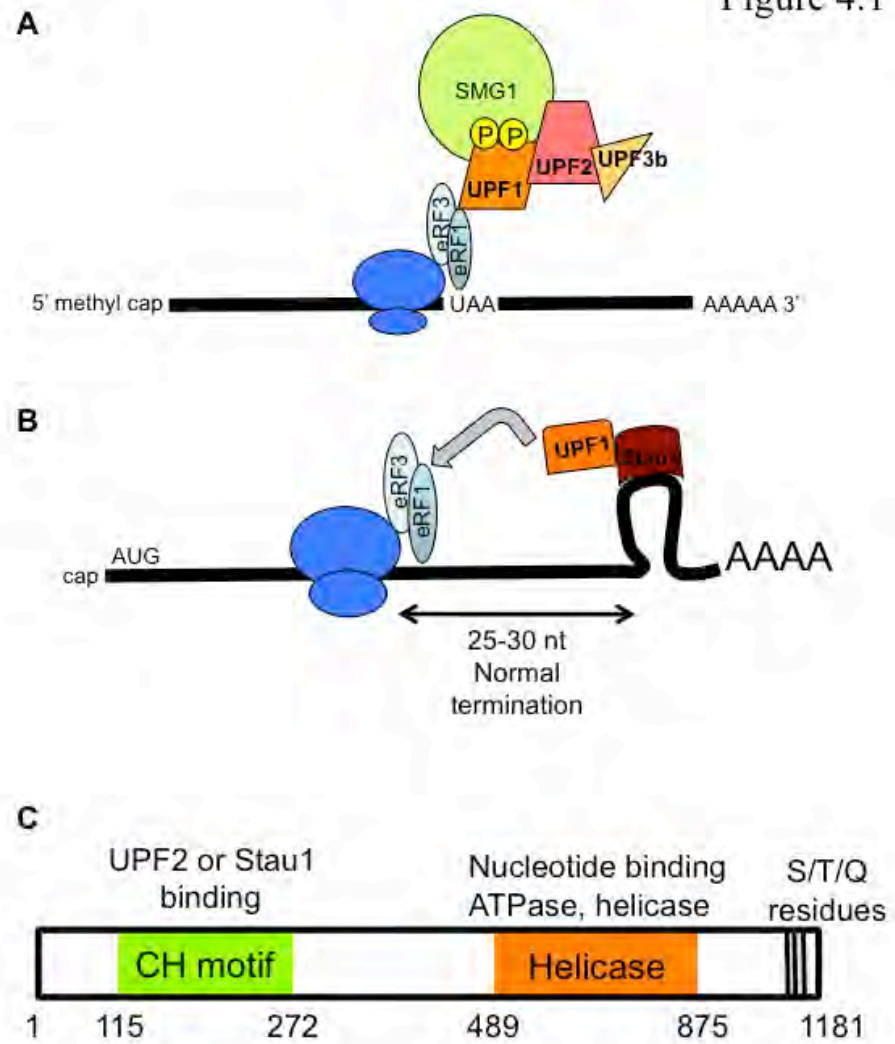 Figure 4.1
A
SMG1
P P
UPF1
UPF2
UPF3b
eRF3
eRF1
5' methyl cap
UAA
AAAAA 3'
B
UPF1
eRF3
eRF1
AUG
cap
AAAA
25-30 nt
Normal
termination
C
UPF2 or Stau1
binding
Nucleotide binding
ATPase, helicase
S/T/Q
residues
CH motif
Helicase
1 115 272 489 875 1181